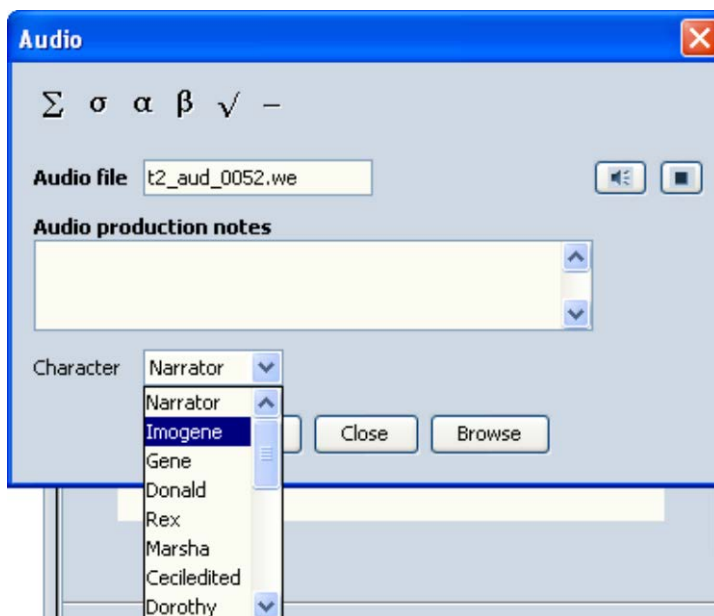 Audio
∑ σ α β √ –
Audio file t2_aud_0052.we
Audio production notes
Character Narrator
Narrator
Imogene
Close Browse
Gene
Donald
Rex
Marsha
Ceciledited
Dorothy